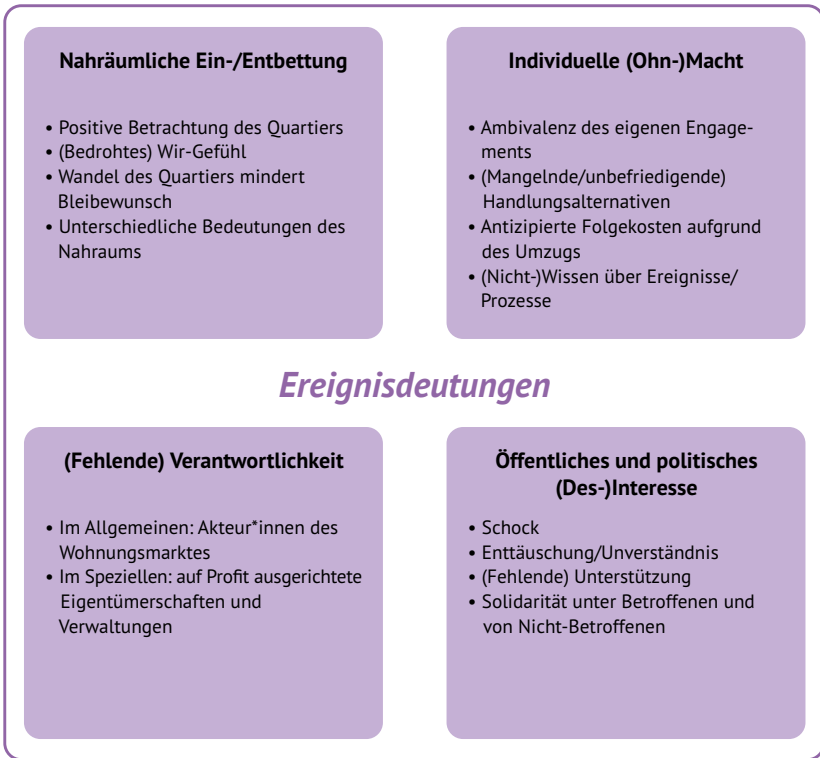 Nahräumliche Ein-/Entbettung
• Positive Betrachtung des Quartiers
• (Bedrohtes) Wir-Gefühl
• Wandel des Quartiers mindert
Bleibewunsch
• Unterschiedliche Bedeutungen des
Nahraums
Individuelle (Ohn-)Macht
• Ambivalenz des eigenen Engage-
ments
• (Mangelnde/unbefriedigende)
Handlungsalternativen
• Antizipierte Folgekosten aufgrund
des Umzugs
• (Nicht-)Wissen über Ereignisse/
Prozesse
Ereignisdeutungen
(Fehlende) Verantwortlichkeit
• Im Allgemeinen: Akteur*innen des
Wohnungsmarktes
• Im Speziellen: auf Profit ausgerichtete
Eigentümerschaften und
Verwaltungen
Öffentliches und politisches
(Des-)Interesse
• Schock
• Enttäuschung/Unverständnis
• (Fehlende) Unterstützung
• Solidarität unter Betroffenen und
von Nicht-Betroffenen